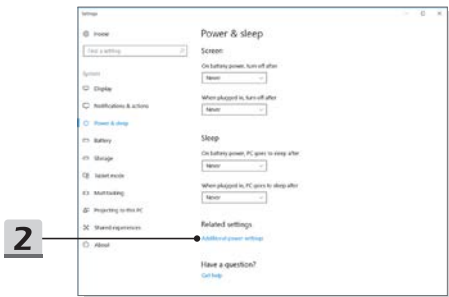 Settings
Home
Find a setting
System
Display
Notifications & actions
Power & sleep
Battery
Storage
Tablet mode
Multitasking
Projecting to this PC
Shared experiences
About
Power & sleep
Screen
On battery power, turn off after
Never
When plugged in, turn off after
Never
Sleep
On battery power, PC goes to sleep after
Never
When plugged in, PC goes to sleep after
Never
Related settings
Additional power settings
Have a question?
Get help
2